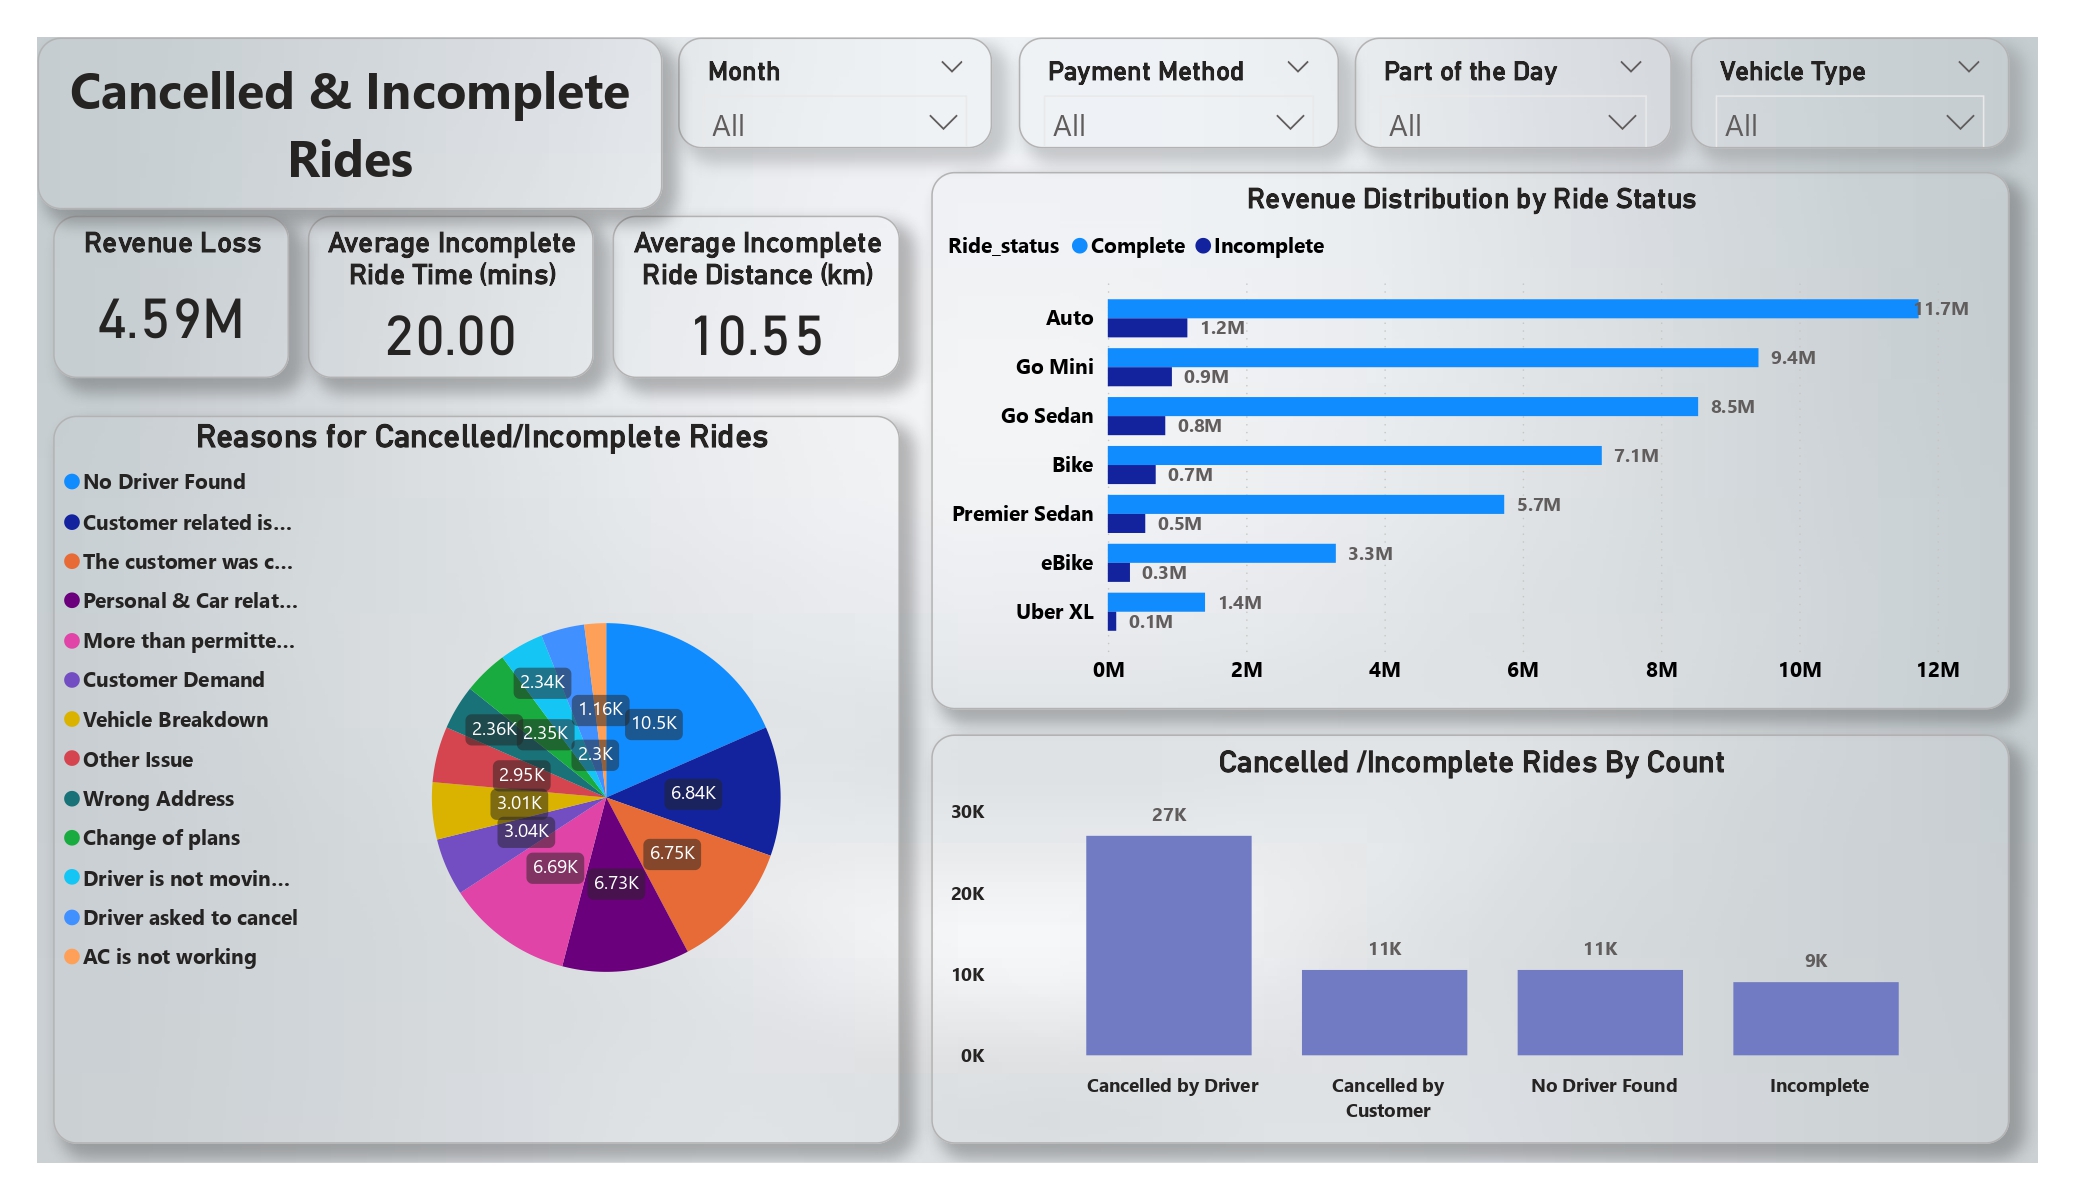 Cancelled & Incomplete
Rides
Month
All
Payment Method
All
Part of the Day
All
Vehicle Type
All
Revenue Loss
4.59M
Average Incomplete
Ride Time (mins)
20.00
Average Incomplete
Ride Distance (km)
10.55
Revenue Distribution by Ride Status
Ride_status Complete Incomplete
Auto 11.7M
1.2M
Go Mini 9.4M
0.9M
Go Sedan 8.5M
0.8M
Bike 7.1M
0.7M
Premier Sedan 5.7M
0.5M
eBike 3.3M
0.3M
Uber XL 1.4M
0.1M
0M 2M 4M 6M 8M 10M 12M
Reasons for Cancelled/Incomplete Rides
No Driver Found
Customer related is...
The customer was c...
Personal & Car relat...
More than permitte...
Customer Demand
Vehicle Breakdown
Other Issue
Wrong Address
Change of plans
Driver is not movin...
Driver asked to cancel
AC is not working
2.34K
1.16K
10.5K
2.36K
2.35K
2.3K
2.95K
6.84K
3.01K
3.04K
6.75K
6.69K
6.73K
Cancelled /Incomplete Rides By Count
30K
20K
10K
0K
27K
11K
11K
9K
Cancelled by Driver
Cancelled by
Customer
No Driver Found
Incomplete